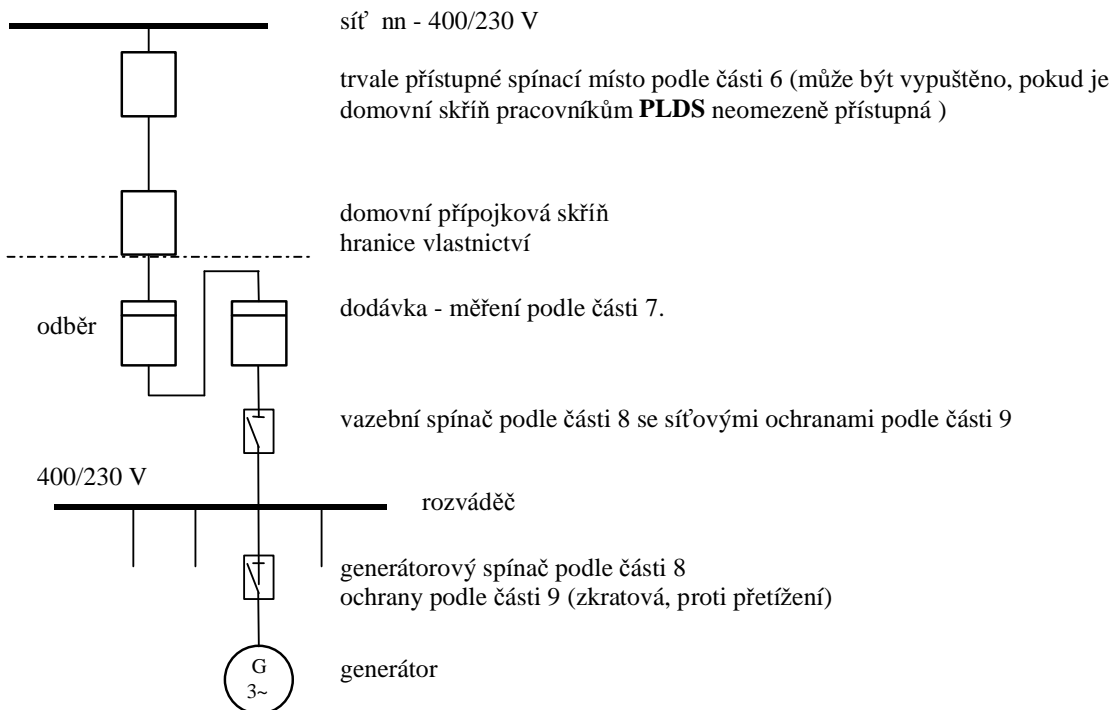 síť nn - 400/230 V
trvale přístupné spínací místo podle části 6 (může být vypuštěno, pokud je
domovní skříň pracovníkům PLDS neomezeně přístupná )
domovní přípojková skříň
hranice vlastnictví
dodávka - měření podle části 7.
odběr
vazební spínač podle části 8 se síťovými ochranami podle části 9
400/230 V
rozváděč
generátorový spínač podle části 8
ochrany podle části 9 (zkratová, proti přetížení)
G
3~
generátor